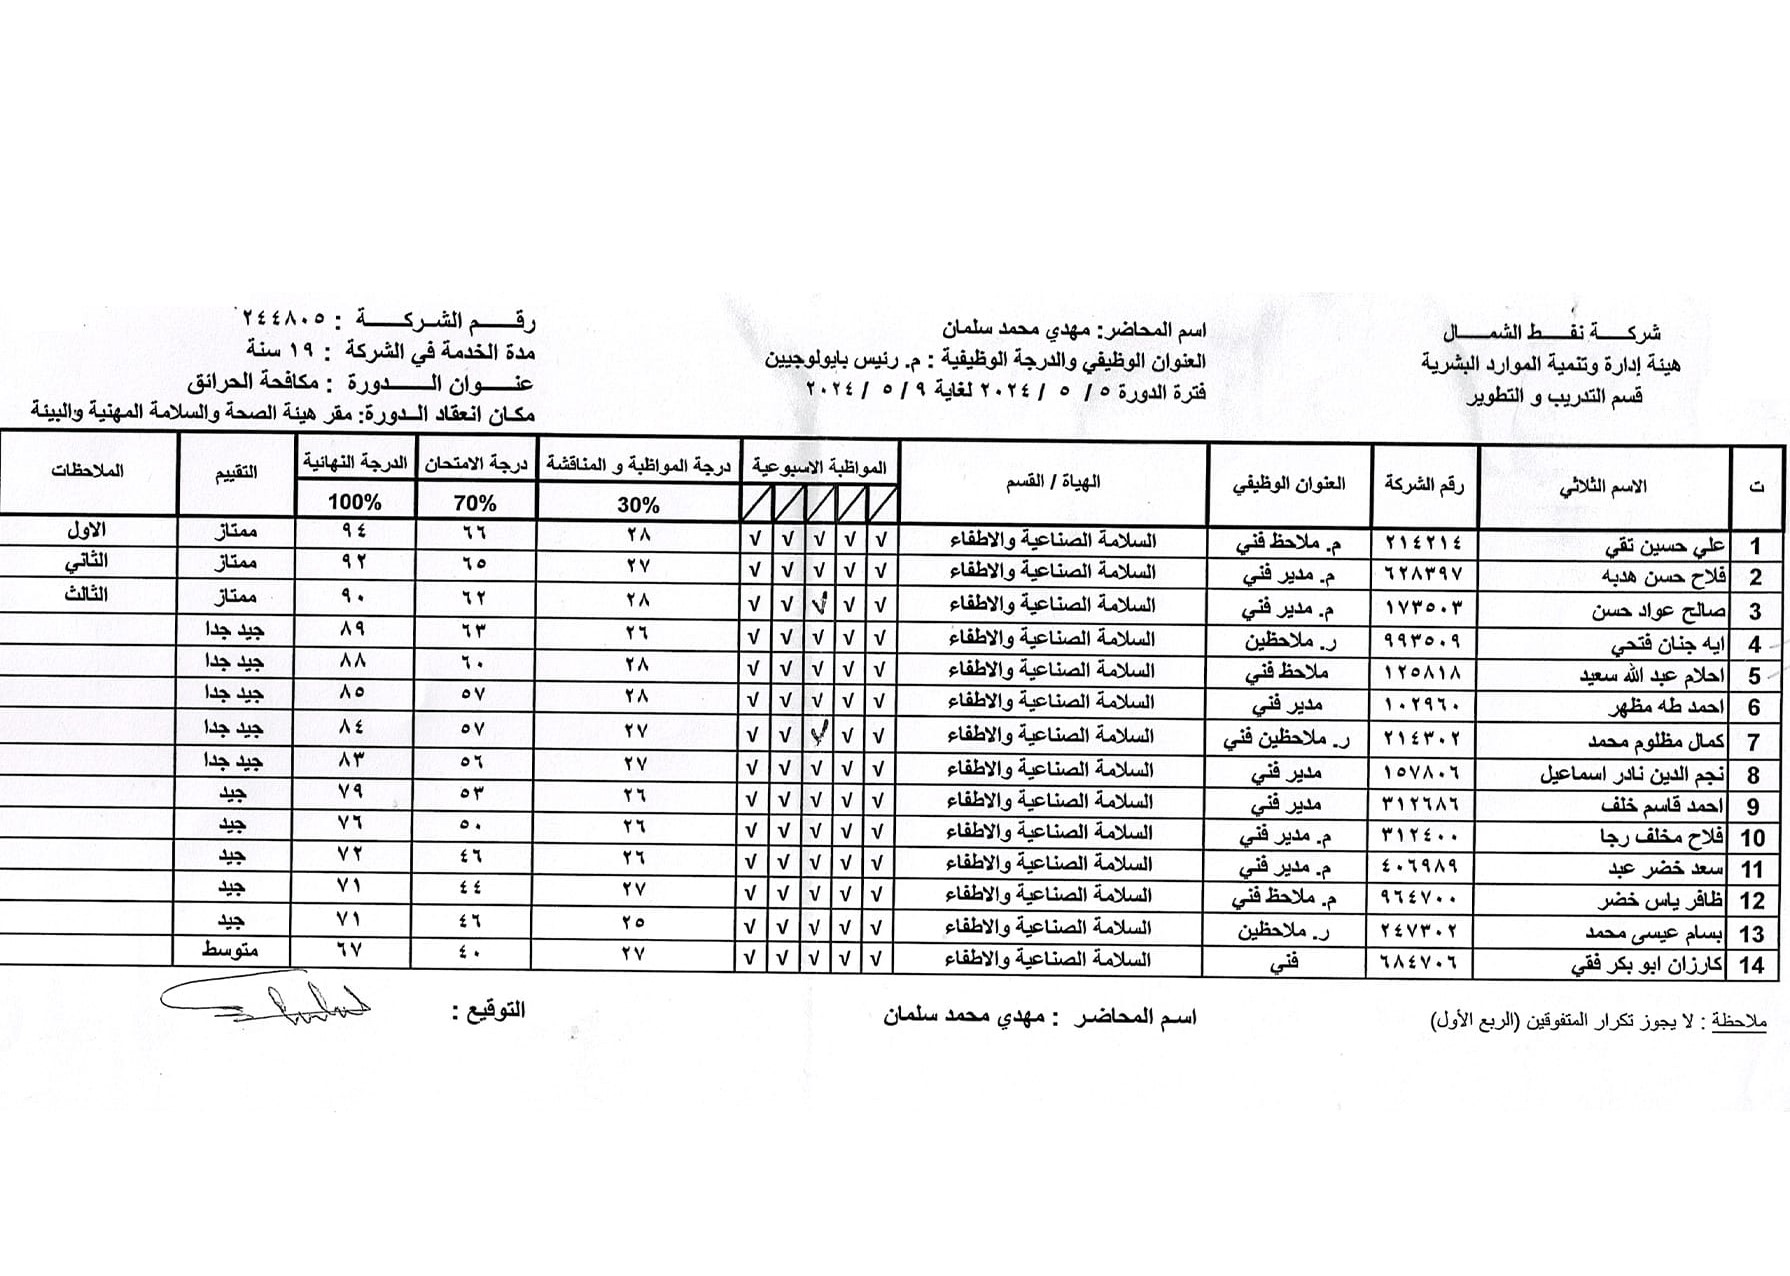 شركة نفط الشمال
هيئة إدارة وتنمية الموارد البشرية
قسم التدريب و التطوير
اسم المحاضر: مهدي محمد سلمان
العنوان الوظيفي والدرجة الوظيفية : م. رئيس بايولوجيين
فترة الدورة ٥ / ٥ / ٢٠٢٤ لغاية ٩ / ٥ / ٢٠٢٤
رقم الشركة : ٢٤٤٨٠٥
مدة الخدمة في الشركة : ١٩ سنة
عنوان الدورة : مكافحة الحرائق
مكان انعقاد الدورة: مقر هيئة الصحة والسلامة المهنية والبيئة
ت الاسم الثلاثي رقم الشركة العنوان الوظيفي الهيأة / القسم المواظبة الاسبوعية درجة المواظبة و المناقشة درجة الامتحان الدرجة النهائية التقييم الملاحظات
30% 70% 100%
1 علي حسين تقي ٢١٤٢١٤ م. ملاحظ فني السلامة الصناعية والاطفاء √ √ √ √ √ ٢٨ ٦٦ ٩٤ ممتاز الاول
2 فلاح حسن هدبه ٦٢٨٣٩٧ م. مدير فني السلامة الصناعية والاطفاء √ √ √ √ √ ٢٧ ٦٥ ٩٢ ممتاز الثاني
3 صالح عواد حسن ١٧٣٥٠٣ م. مدير فني السلامة الصناعية والاطفاء √ √ √ √ √ ٢٨ ٦٢ ٩٠ ممتاز الثالث
4 ايه جنان فتحي ٩٩٣٥٠٩ ر. ملاحظين السلامة الصناعية والاطفاء √ √ √ √ √ ٢٦ ٦٣ ٨٩ جيد جدا
5 احلام عبد الله سعيد ١٢٥٨١٨ ملاحظ فني السلامة الصناعية والاطفاء √ √ √ √ √ ٢٨ ٦٠ ٨٨ جيد جدا
6 احمد طه مظهر ١٠٢٩٦٠ مدير فني السلامة الصناعية والاطفاء √ √ √ √ √ ٢٨ ٥٧ ٨٥ جيد جدا
7 كمال مظلوم محمد ٢١٤٣٠٢ ر. ملاحظين فني السلامة الصناعية والاطفاء √ √ √ √ √ ٢٧ ٥٧ ٨٤ جيد جدا
8 نجم الدين نادر اسماعيل ١٥٧٨٠٦ مدير فني السلامة الصناعية والاطفاء √ √ √ √ √ ٢٧ ٥٦ ٨٣ جيد جدا
9 احمد قاسم خلف ٣١٢٦٨٦ مدير فني السلامة الصناعية والاطفاء √ √ √ √ √ ٢٦ ٥٣ ٧٩ جيد
10 فلاح مخلف رجا ٣١٢٤٠٠ م. مدير فني السلامة الصناعية والاطفاء √ √ √ √ √ ٢٦ ٥٠ ٧٦ جيد
11 سعد خضر عبد ٤٠٦٩٨٩ م. مدير فني السلامة الصناعية والاطفاء √ √ √ √ √ ٢٦ ٤٦ ٧٢ جيد
12 ظافر ياس خضر ٩٦٤٧٠٠ م. ملاحظ فني السلامة الصناعية والاطفاء √ √ √ √ √ ٢٧ ٤٤ ٧١ جيد
13 بسام عيسى محمد ٢٤٧٣٠٢ ر. ملاحظين السلامة الصناعية والاطفاء √ √ √ √ √ ٢٥ ٤٦ ٧١ جيد
14 كارزان ابو بكر فقي ٦٨٤٧٠٦ فني السلامة الصناعية والاطفاء √ √ √ √ √ ٢٧ ٤٠ ٦٧ متوسط
ملاحظة : لا يجوز تكرار المتفوقين (الربع الأول)
اسم المحاضر : مهدي محمد سلمان
التوقيع :